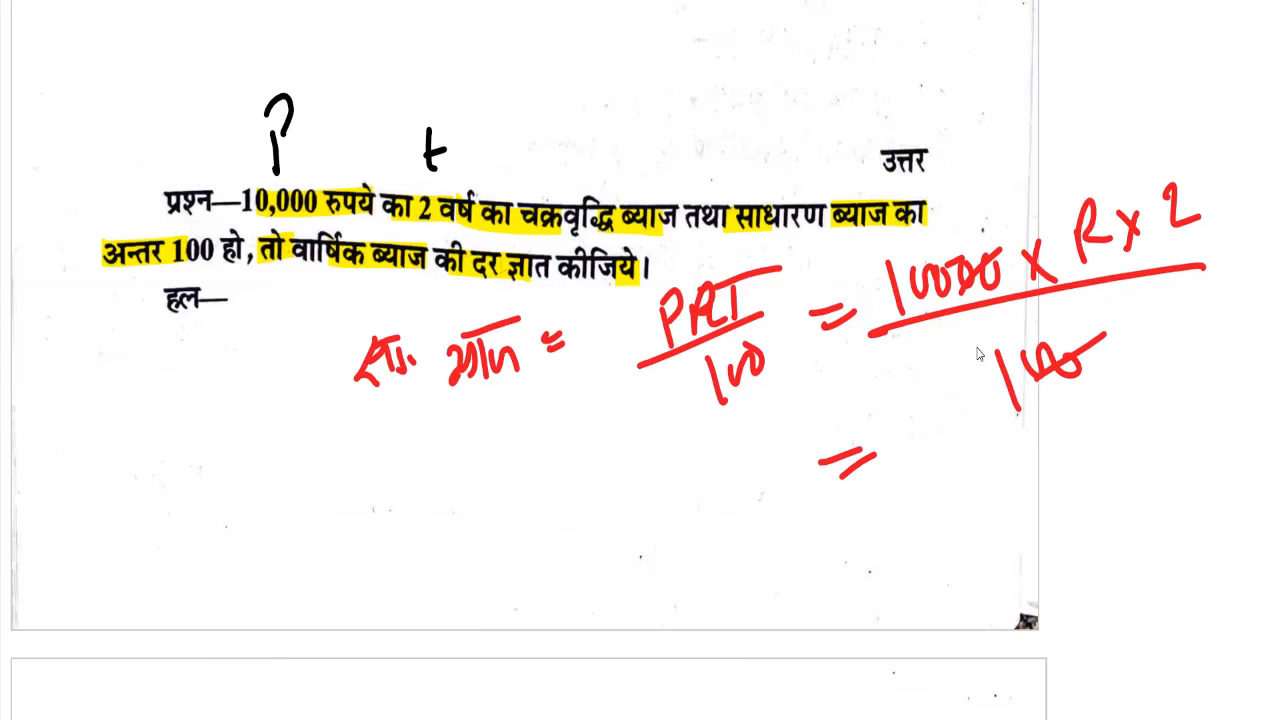 P t
उत्तर
प्रश्न—10,000 रुपये का 2 वर्ष का चक्रवृद्धि ब्याज तथा साधारण ब्याज का
अन्तर 100 हो, तो वार्षिक ब्याज की दर ज्ञात कीजिये।
हल—
= PRT/100 = 10000 × R × 2/100
=